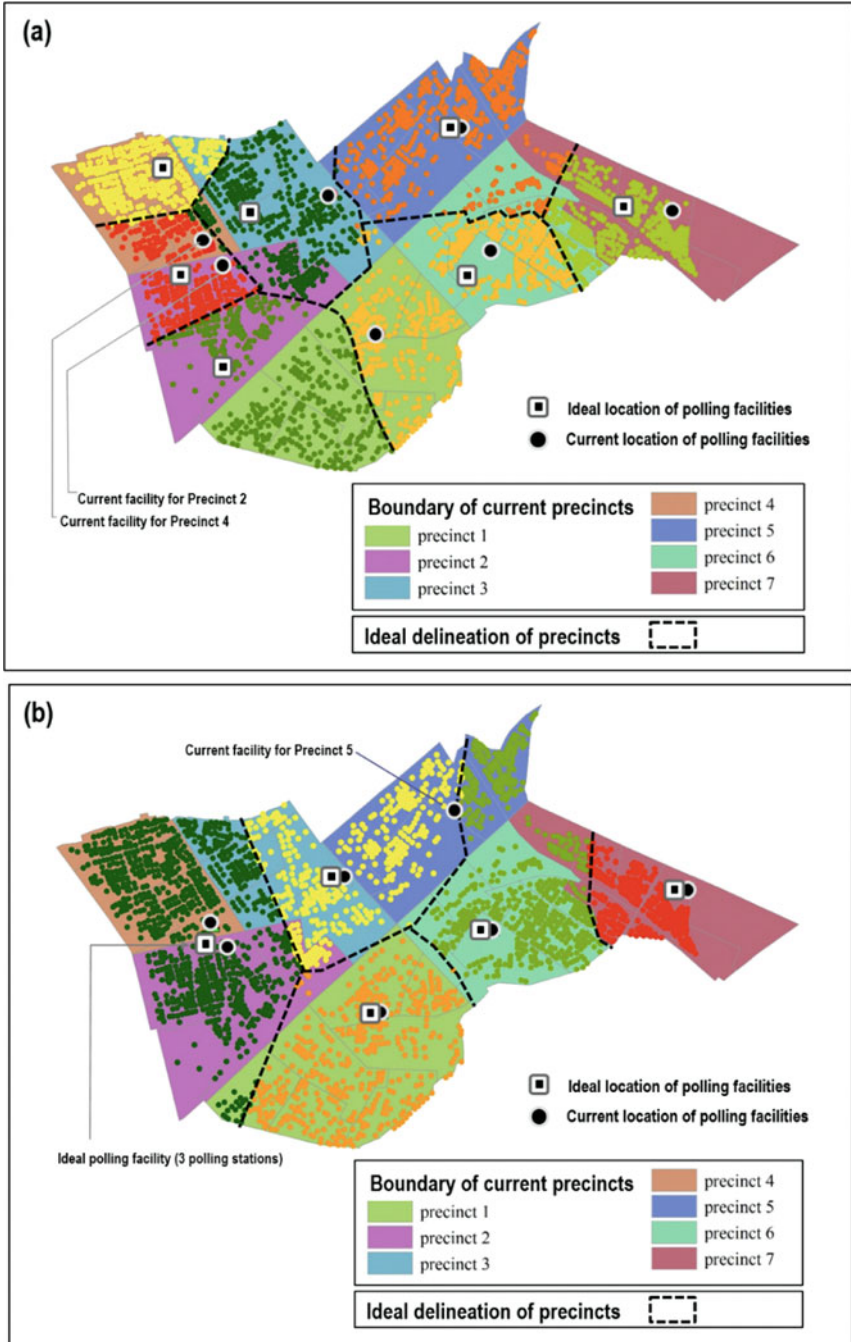 (a)
Ideal location of polling facilities
Current location of polling facilities
Current facility for Precinct 2
Current facility for Precinct 4
Boundary of current precincts
precinct 1
precinct 2
precinct 3
precinct 4
precinct 5
precinct 6
precinct 7
Ideal delineation of precincts
(b)
Current facility for Precinct 5
Ideal location of polling facilities
Current location of polling facilities
Ideal polling facility (3 polling stations)
Boundary of current precincts
precinct 1
precinct 2
precinct 3
precinct 4
precinct 5
precinct 6
precinct 7
Ideal delineation of precincts